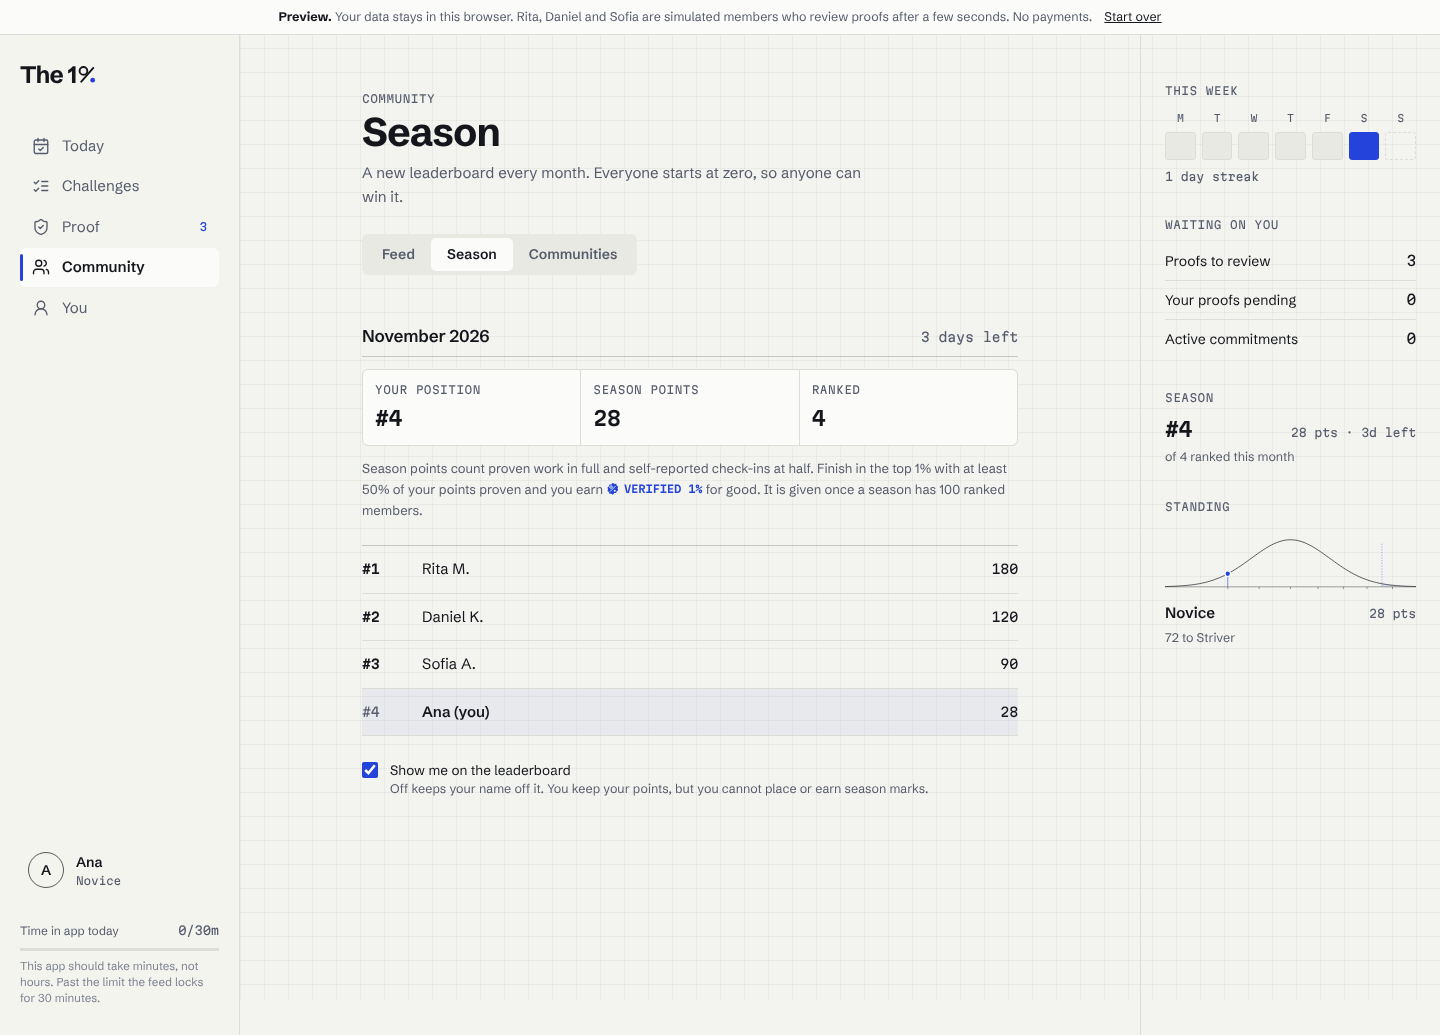 Preview. Your data stays in this browser. Rita, Daniel and Sofia are simulated members who review proofs after a few seconds. No payments. Start over
The 1%
Today
Challenges
Proof 3
Community
You
A
Ana
Novice
Time in app today 0/30m
This app should take minutes, not
hours. Past the limit the feed locks
for 30 minutes.
COMMUNITY
Season
A new leaderboard every month. Everyone starts at zero, so anyone can
win it.
Feed Season Communities
November 2026 3 days left
YOUR POSITION SEASON POINTS RANKED
#4 28 4
Season points count proven work in full and self-reported check-ins at half. Finish in the top 1% with at least
50% of your points proven and you earn VERIFIED 1% for good. It is given once a season has 100 ranked
members.
#1 Rita M. 180
#2 Daniel K. 120
#3 Sofia A. 90
#4 Ana (you) 28
Show me on the leaderboard
Off keeps your name off it. You keep your points, but you cannot place or earn season marks.
THIS WEEK
M T W T F S S
1 day streak
WAITING ON YOU
Proofs to review 3
Your proofs pending 0
Active commitments 0
SEASON
#4 28 pts · 3d left
of 4 ranked this month
STANDING
Novice 28 pts
72 to Striver